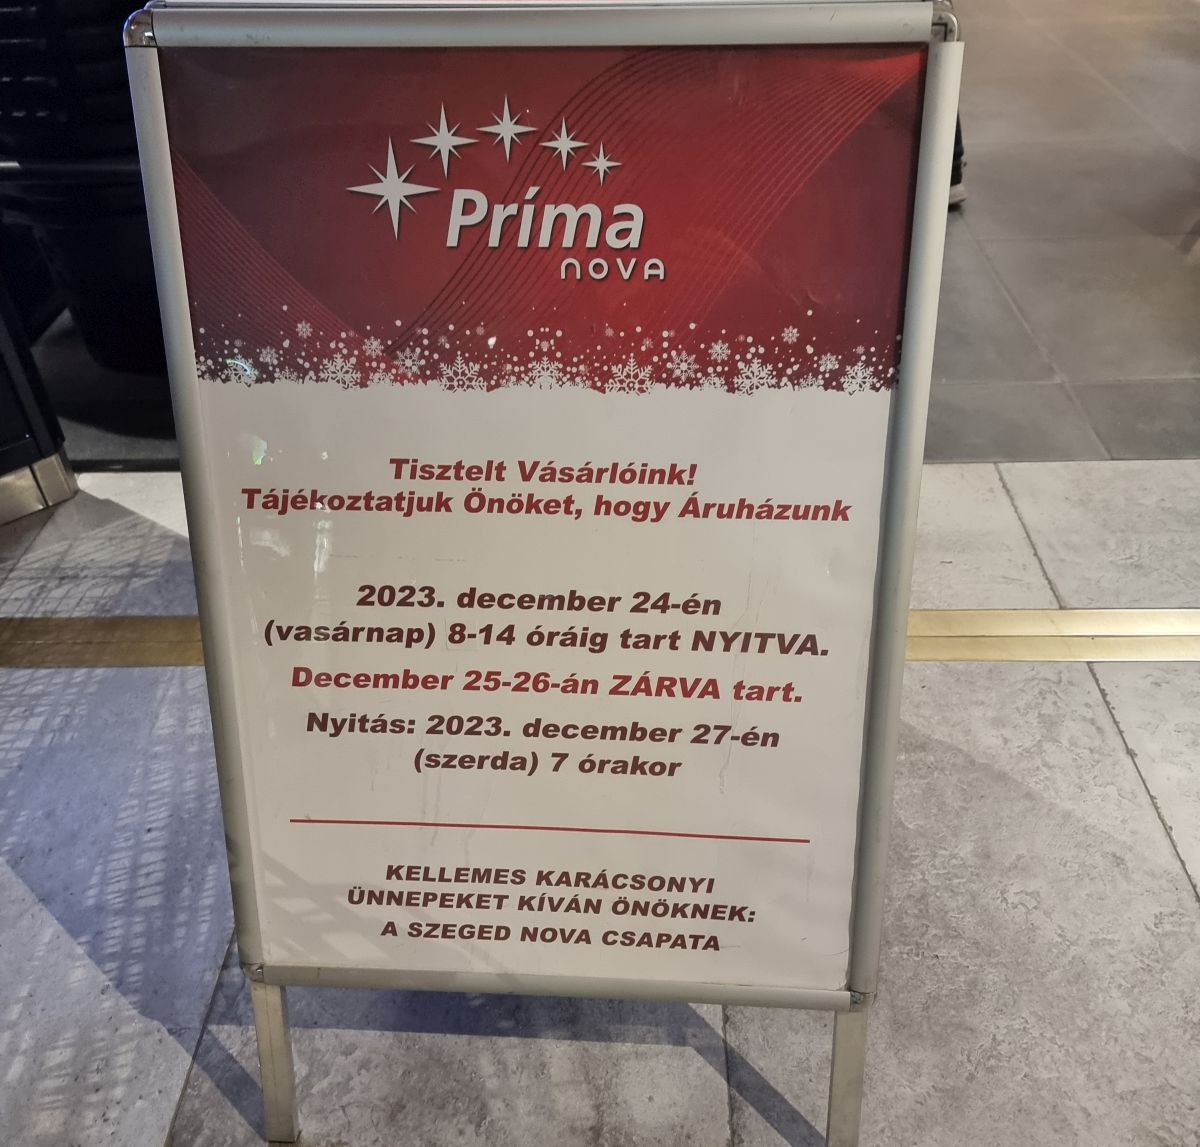 Príma
NOVA
Tisztelt Vásárlóink!
Tájékoztatjuk Önöket, hogy Áruházunk
2023. december 24-én
(vasárnap) 8-14 óráig tart NYITVA.
December 25-26-án ZÁRVA tart.
Nyitás: 2023. december 27-én
(szerda) 7 órakor
KELLEMES KARÁCSONYI
ÜNNEPEKET KÍVÁN ÖNÖKNEK:
A SZEGED NOVA CSAPATA